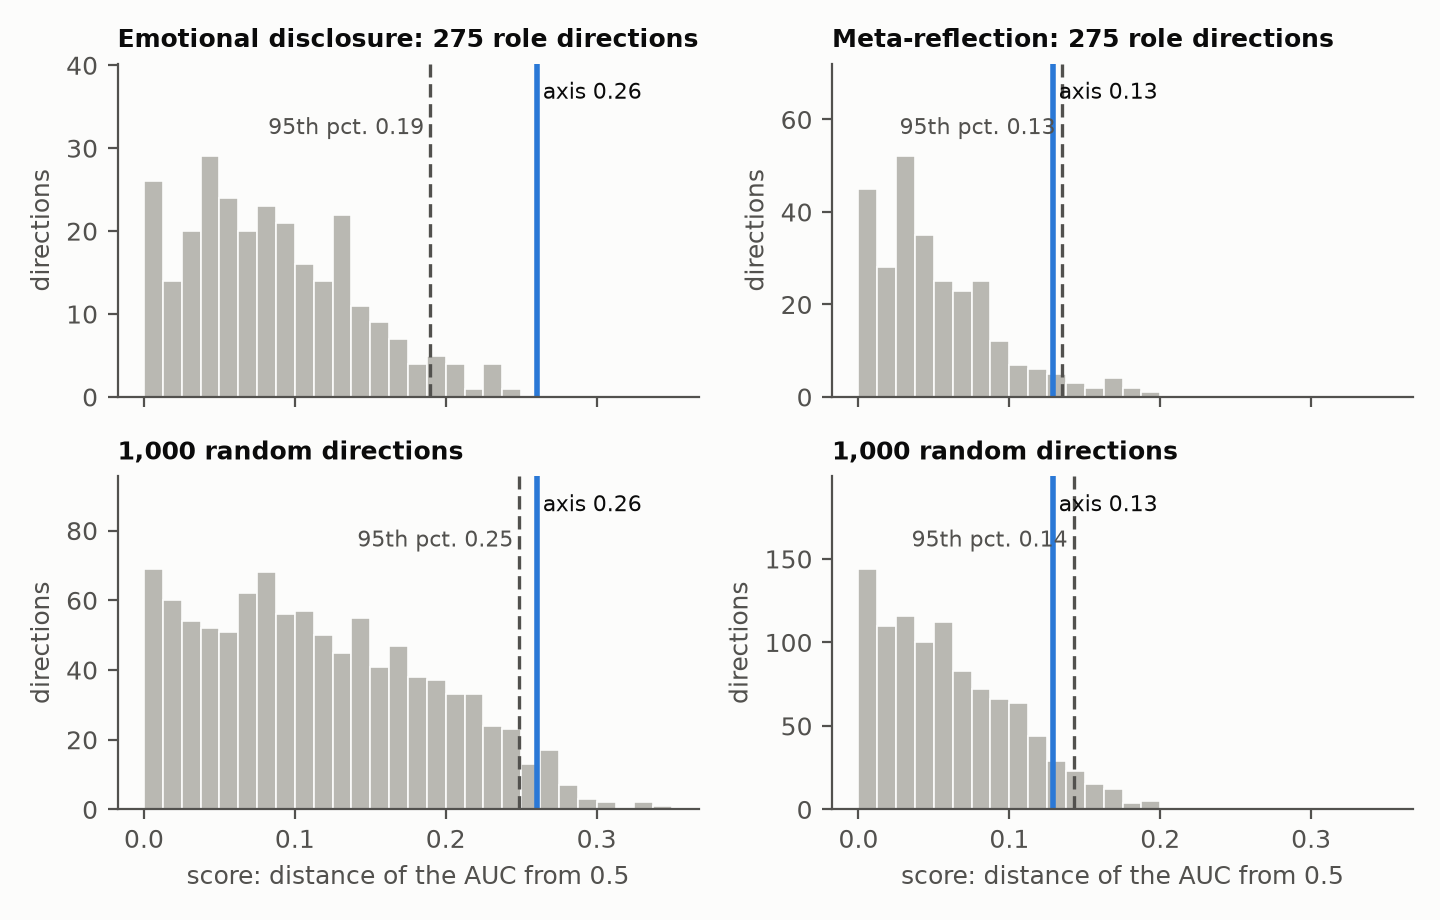 Emotional disclosure: 275 role directions
40
30
20
10
0
directions
95th pct. 0.19
axis 0.26
Meta-reflection: 275 role directions
60
40
20
0
directions
95th pct. 0.13
axis 0.13
1,000 random directions
80
60
40
20
0
directions
95th pct. 0.25
axis 0.26
0.0 0.1 0.2 0.3
score: distance of the AUC from 0.5
1,000 random directions
150
100
50
0
directions
95th pct. 0.14
axis 0.13
0.0 0.1 0.2 0.3
score: distance of the AUC from 0.5